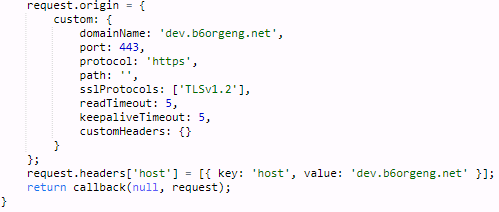 request.origin = {
custom: {
domainName: 'dev.b6orgeng.net',
port: 443,
protocol: 'https',
path: '',
sslProtocols: ['TLSv1.2'],
readTimeout: 5,
keepaliveTimeout: 5,
customHeaders: {}
}
};
request.headers['host'] = [{ key: 'host', value: 'dev.b6orgeng.net' }];
return callback(null, request);
}